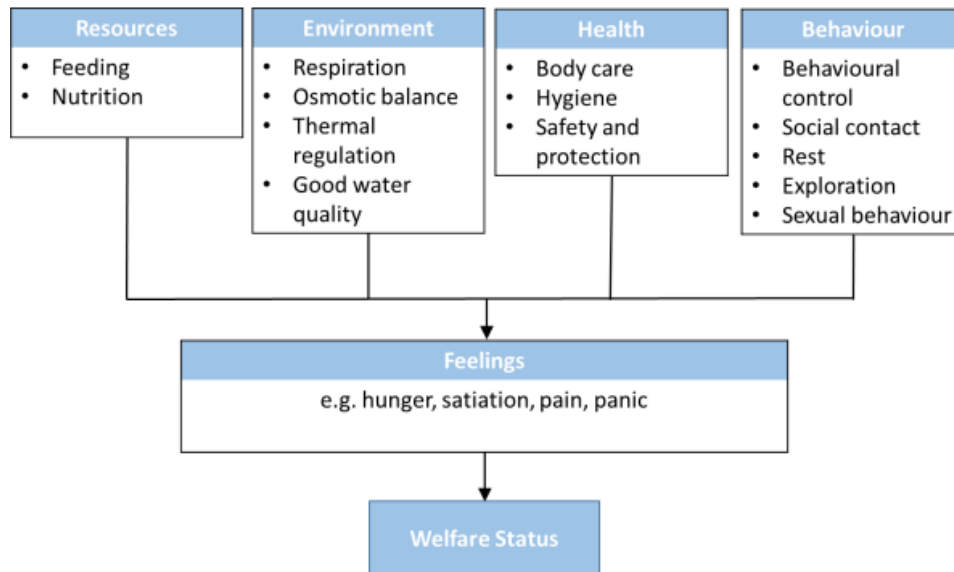 Resources
• Feeding
• Nutrition
Environment
• Respiration
• Osmotic balance
• Thermal
regulation
• Good water
quality
Health
• Body care
• Hygiene
• Safety and
protection
Behaviour
• Behavioural
control
• Social contact
• Rest
• Exploration
• Sexual behaviour
Feelings
e.g. hunger, satiation, pain, panic
Welfare Status